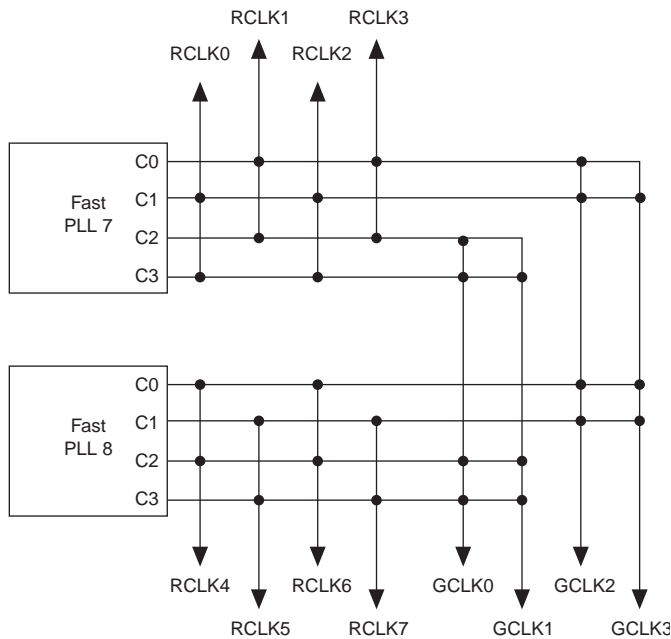 RCLK1
RCLK3
RCLK0
RCLK2
C0
Fast
PLL 7
C1
C2
C3
C0
Fast
PLL 8
C1
C2
C3
RCLK4
RCLK6
GCLK0
GCLK2
RCLK5
RCLK7
GCLK1
GCLK3